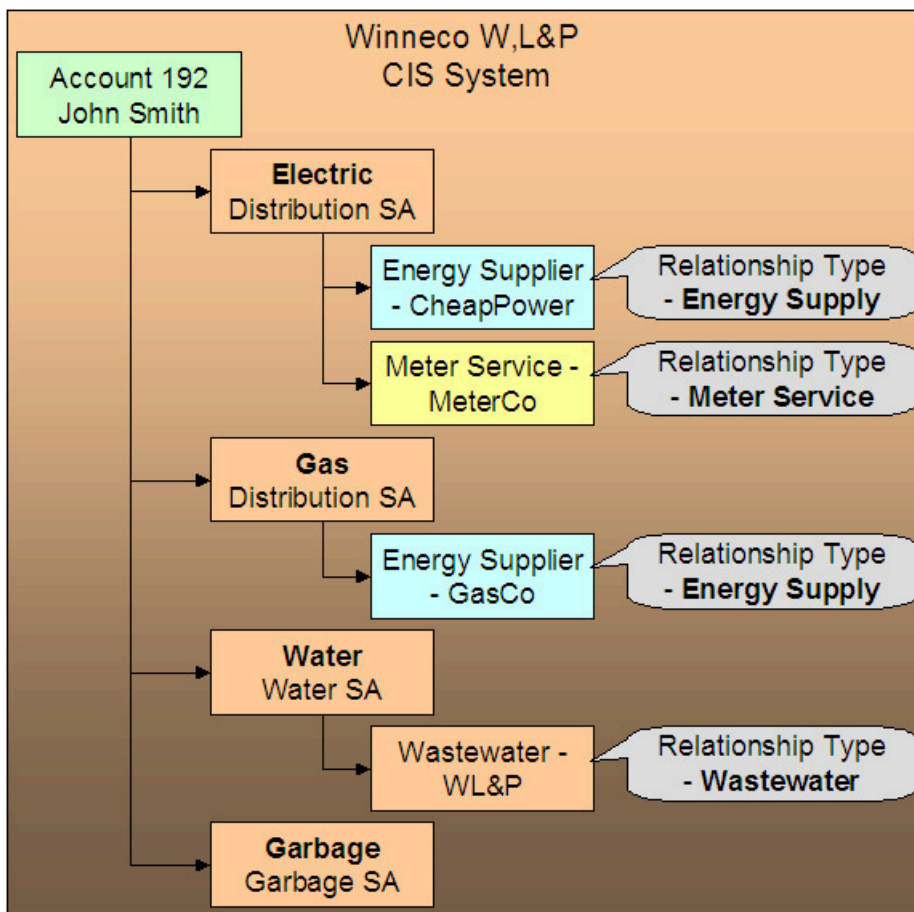 Winneco W,L&P
CIS System
Account 192
John Smith
Electric
Distribution SA
Energy Supplier
- CheapPower
Relationship Type
- Energy Supply
Meter Service -
MeterCo
Relationship Type
- Meter Service
Gas
Distribution SA
Energy Supplier
- GasCo
Relationship Type
- Energy Supply
Water
Water SA
Wastewater -
WL&P
Relationship Type
- Wastewater
Garbage
Garbage SA